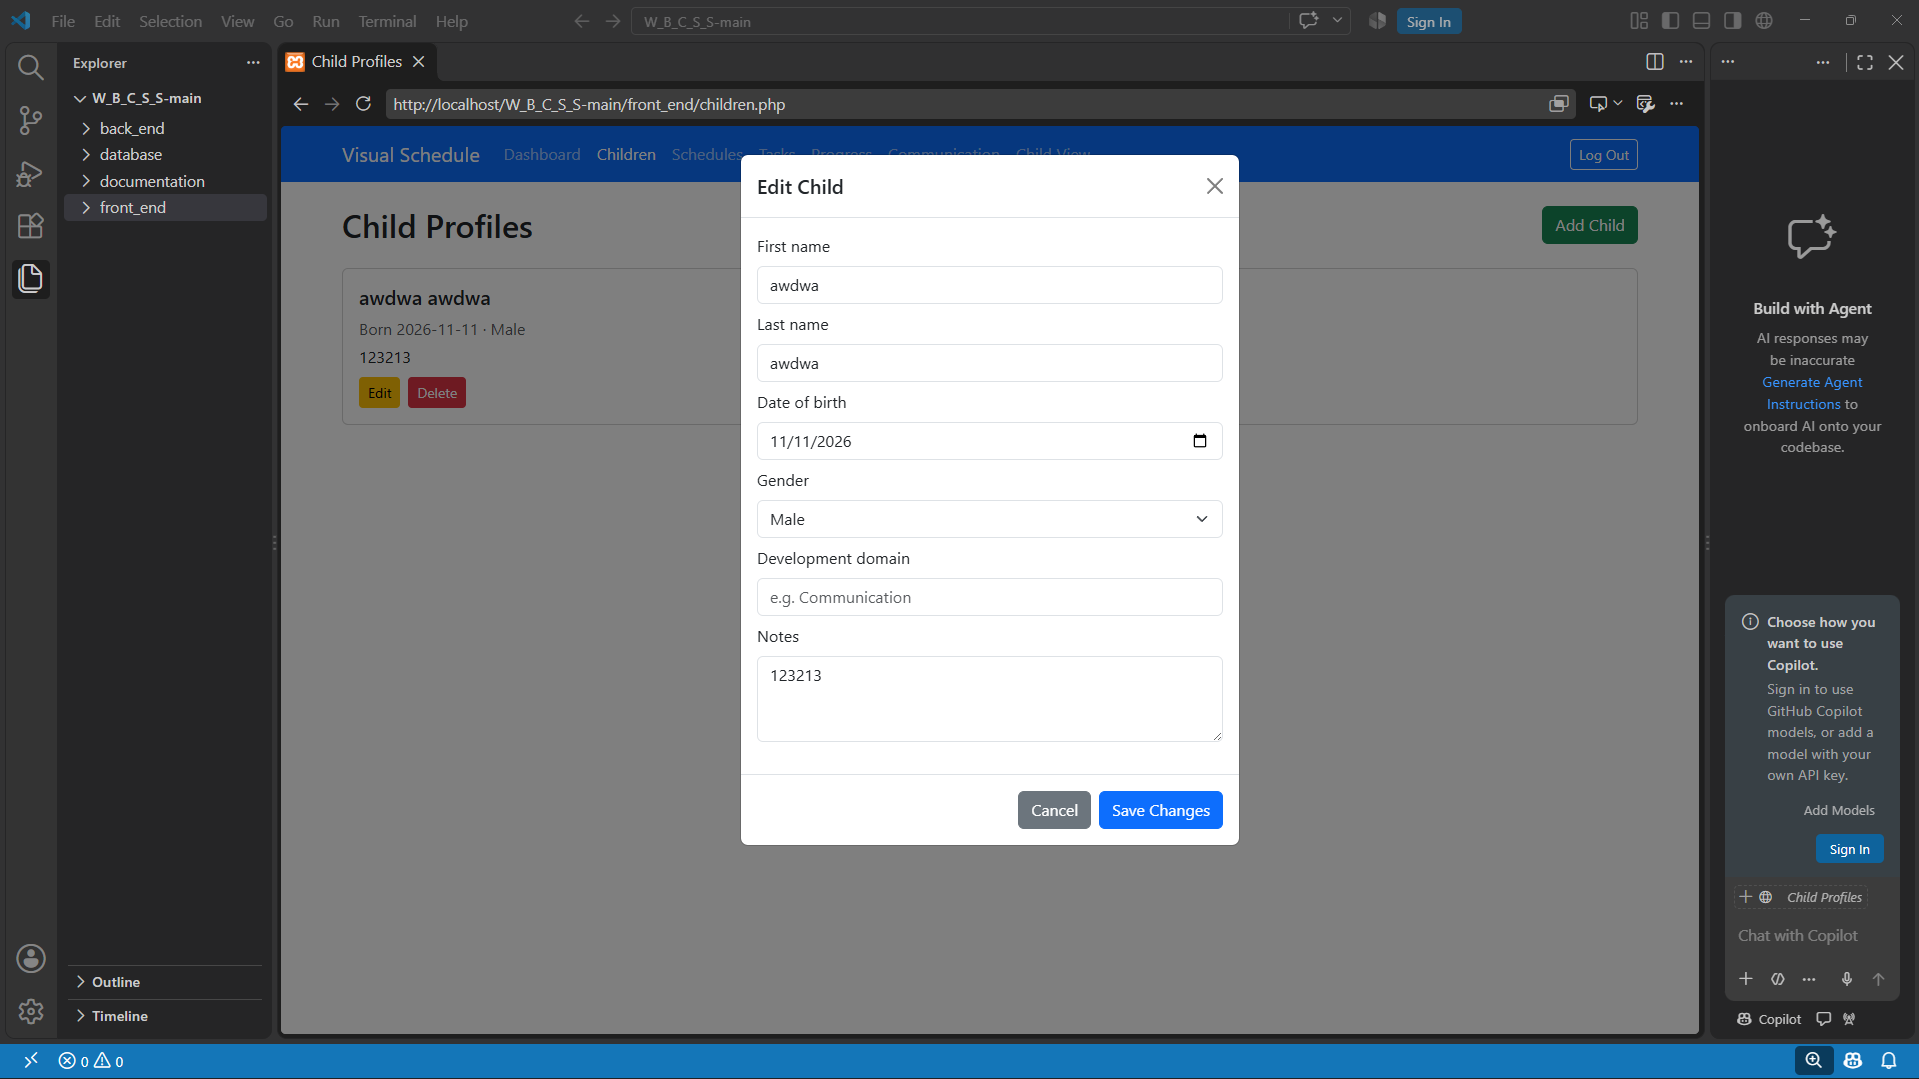 File Edit Selection View Go Run Terminal Help
W_B_C_S_S-main
Sign In
Explorer
W_B_C_S_S-main
back_end
database
documentation
front_end
Outline
Timeline
Child Profiles
http://localhost/W_B_C_S_S-main/front_end/children.php
Visual Schedule Dashboard Children Schedules Tasks Progress Communication Child View
Log Out
Child Profiles
Add Child
awdwa awdwa
Born 2026-11-11 · Male
123213
Edit Delete
Edit Child
First name
awdwa
Last name
awdwa
Date of birth
11/11/2026
Gender
Male
Development domain
e.g. Communication
Notes
123213
Cancel Save Changes
Build with Agent
AI responses may
be inaccurate
Generate Agent
Instructions to
onboard AI onto your
codebase.
Choose how you
want to use
Copilot.
Sign in to use
GitHub Copilot
models, or add a
model with your
own API key.
Add Models
Sign In
Child Profiles
Chat with Copilot
Copilot
0 0